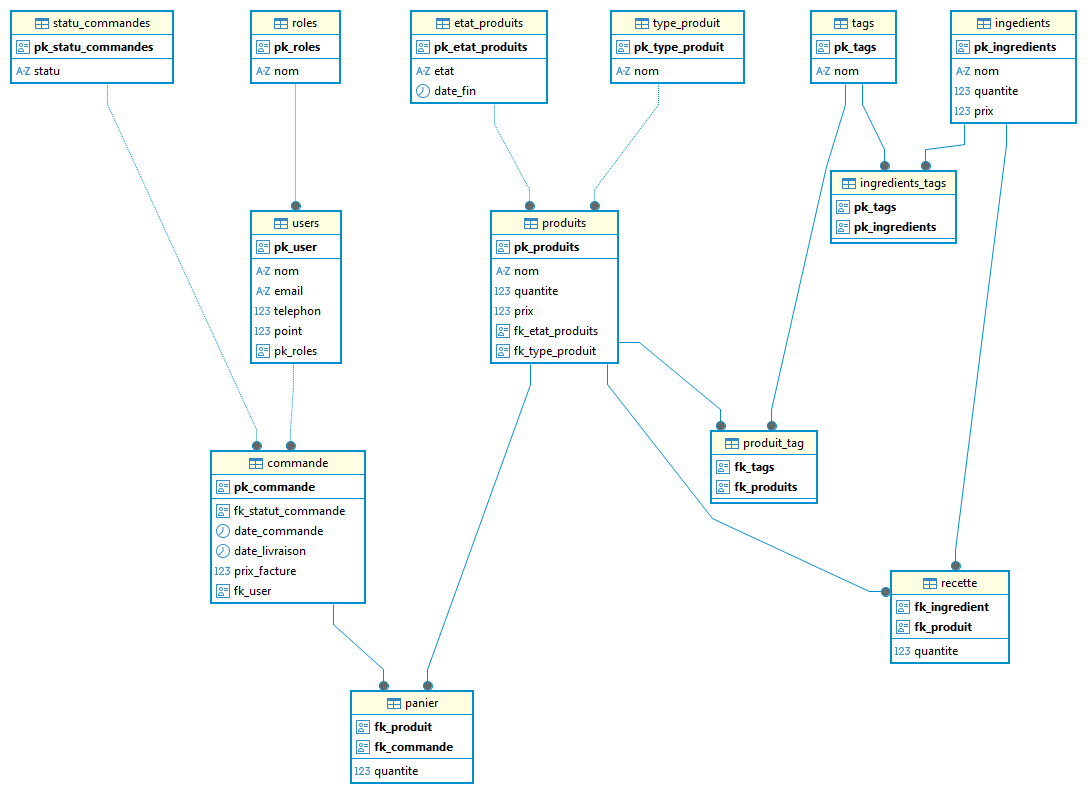 statu_commandes
pk_statu_commandes
A-Z statu
roles
pk_roles
A-Z nom
etat_produits
pk_etat_produits
A-Z etat
date_fin
type_produit
pk_type_produit
A-Z nom
tags
pk_tags
A-Z nom
ingedients
pk_ingredients
A-Z nom
123 quantite
123 prix
ingredients_tags
pk_tags
pk_ingredients
users
pk_user
A-Z nom
A-Z email
123 telephon
123 point
pk_roles
produits
pk_produits
A-Z nom
123 quantite
123 prix
fk_etat_produits
fk_type_produit
produit_tag
fk_tags
fk_produits
commande
pk_commande
fk_statut_commande
date_commande
date_livraison
123 prix_facture
fk_user
recette
fk_ingredient
fk_produit
123 quantite
panier
fk_produit
fk_commande
123 quantite